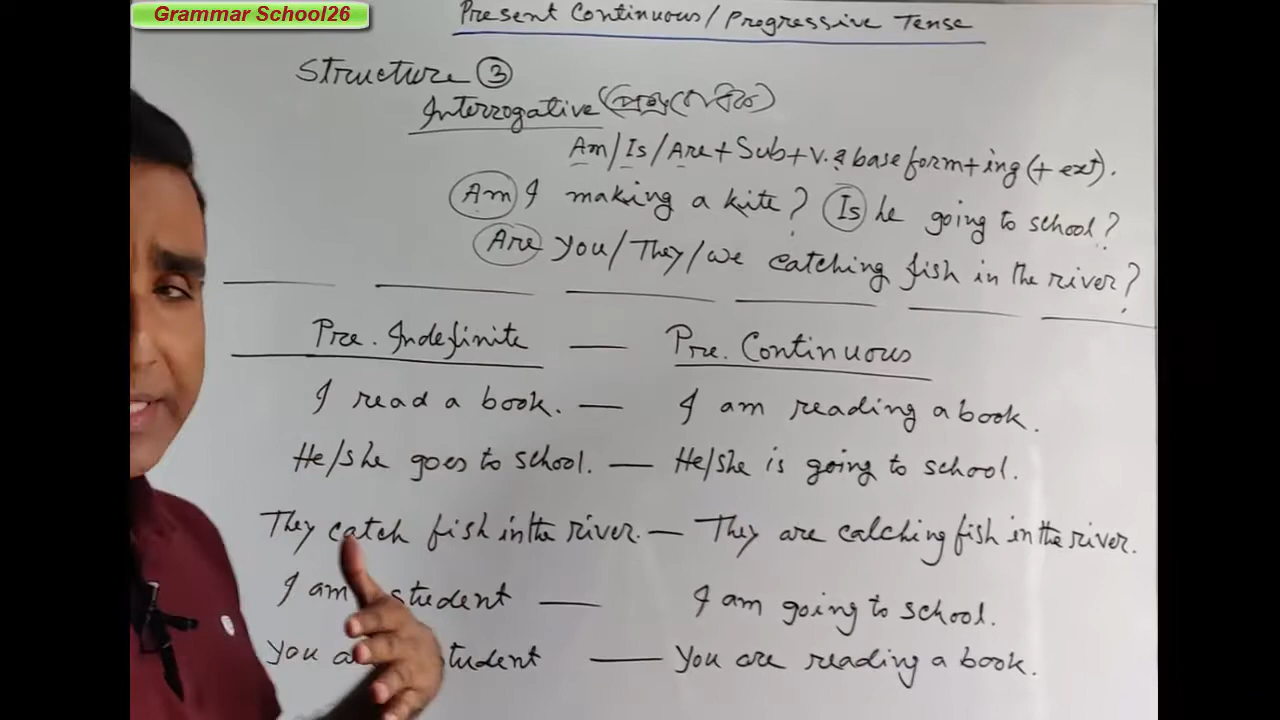 Grammar School26
Present Continuous/Progressive Tense
Structure ③
Interrogative
Am/Is/Are + Sub + V. a base form + ing (+ ext).
Am I making a kite? Is he going to school?
Are you/They/we catching fish in the river?
Pre. Indefinite — Pre. Continuous
I read a book. — I am reading a book.
He/she goes to school. — He/she is going to school.
They catch fish in the river. — They are calching fish in the river.
I am student — I am going to school.
you student — you are reading a book.